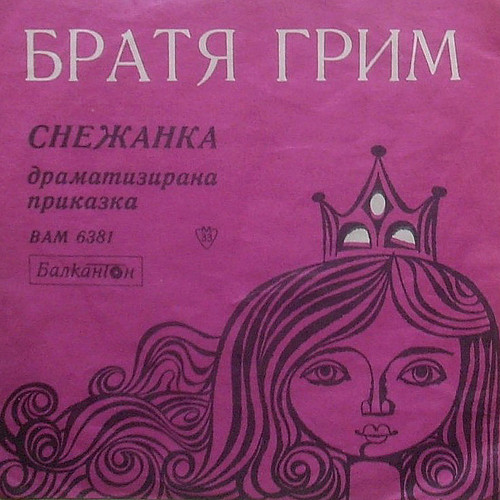 БРАТЯ ГРИМ
СНЕЖАНКА
драматизирана
приказка
ВАМ 6381
М
33
Балкантон